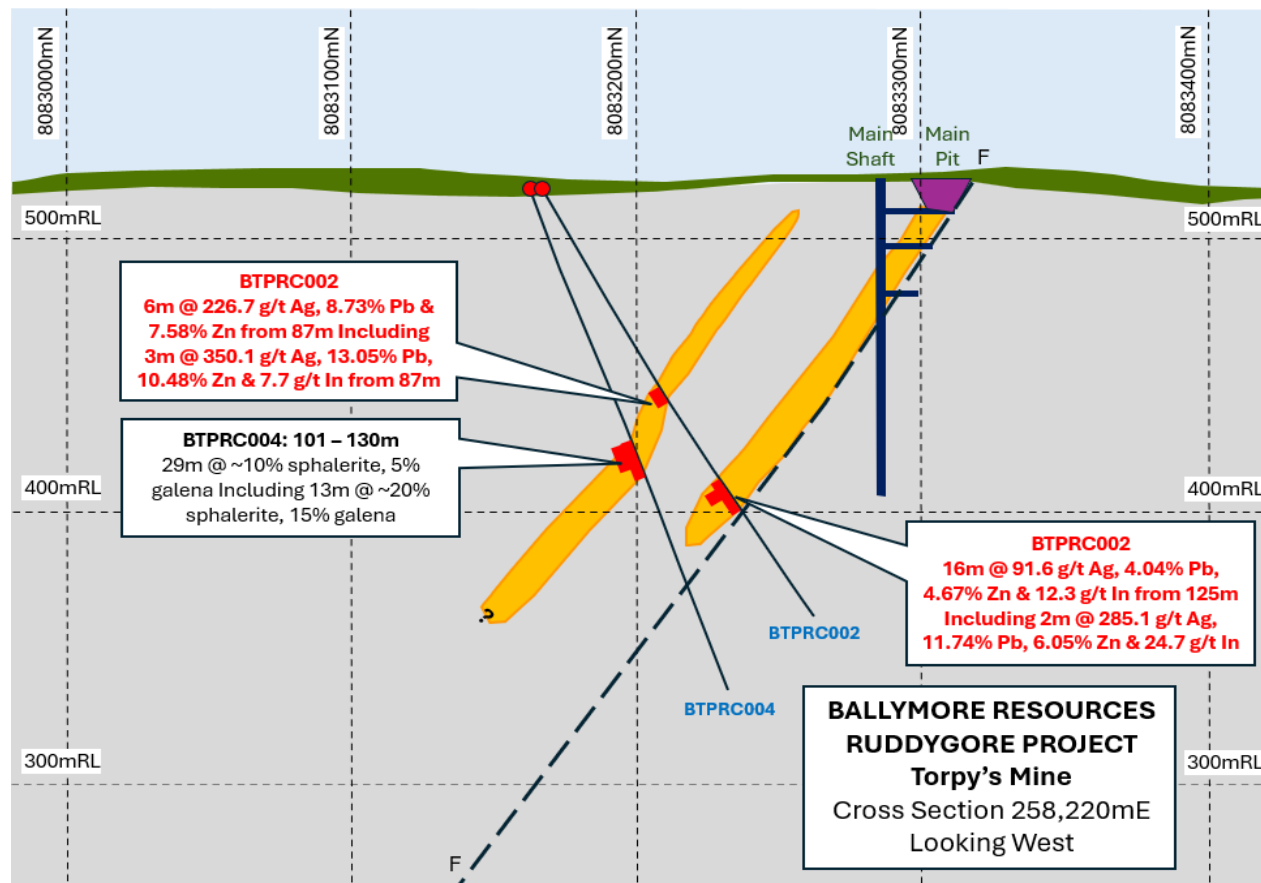 8083000mN
8083100mN
8083200mN
8083300mN
8083400mN
Main
Shaft
Main
Pit
F
500mRL
500mRL
BTPRC002
6m @ 226.7 g/t Ag, 8.73% Pb &
7.58% Zn from 87m Including
3m @ 350.1 g/t Ag, 13.05% Pb,
10.48% Zn & 7.7 g/t In from 87m
BTPRC004: 101 – 130m
29m @ ~10% sphalerite, 5%
galena Including 13m @ ~20%
sphalerite, 15% galena
400mRL
400mRL
BTPRC002
16m @ 91.6 g/t Ag, 4.04% Pb,
4.67% Zn & 12.3 g/t In from 125m
Including 2m @ 285.1 g/t Ag,
11.74% Pb, 6.05% Zn & 24.7 g/t In
?
BTPRC002
BTPRC004
300mRL
300mRL
BALLYMORE RESOURCES
RUDDYGORE PROJECT
Torpy’s Mine
Cross Section 258,220mE
Looking West
F